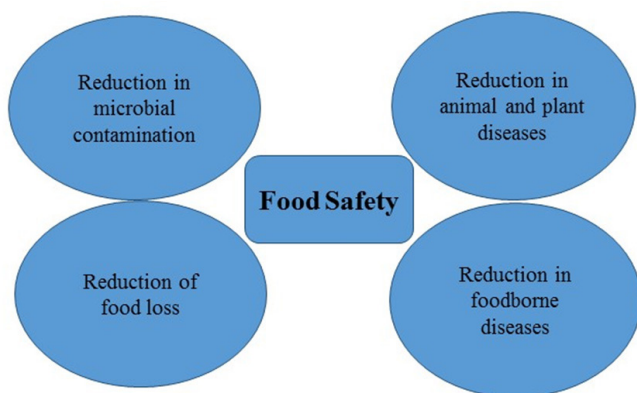 Reduction in
microbial
contamination
Reduction in
animal and plant
diseases
Food Safety
Reduction of
food loss
Reduction in
foodborne
diseases